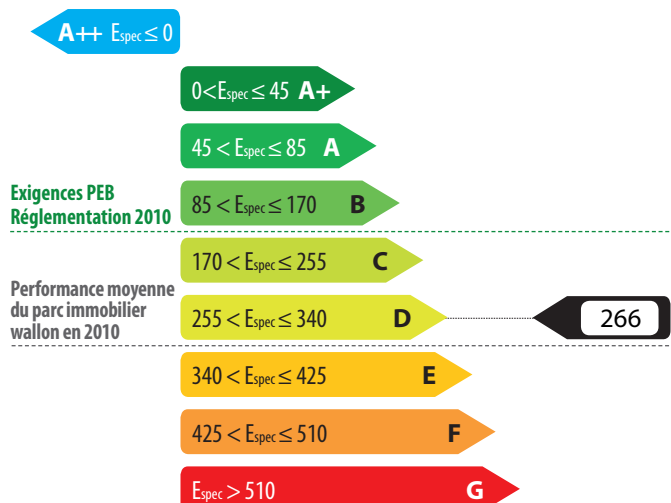 A++ Espec ≤ 0
0<Espec ≤ 45 A+
45 < Espec ≤ 85 A
Exigences PEB
Réglementation 2010
85 < Espec ≤ 170 B
170 < Espec ≤ 255 C
Performance moyenne
du parc immobilier
wallon en 2010
255 < Espec ≤ 340 D
266
340 < Espec ≤ 425 E
425 < Espec ≤ 510 F
Espec > 510 G